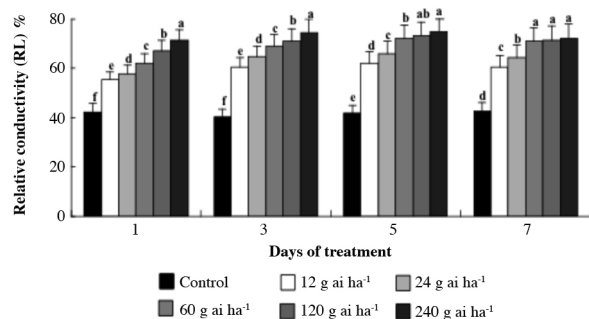 Relative conductivity (RL) %
80
60
40
20
0
f e d c b a
f e d c b a
e d c b ab a
d c b a a a
1 3 5 7
Days of treatment
Control 12 g ai ha⁻¹ 24 g ai ha⁻¹
60 g ai ha⁻¹ 120 g ai ha⁻¹ 240 g ai ha⁻¹